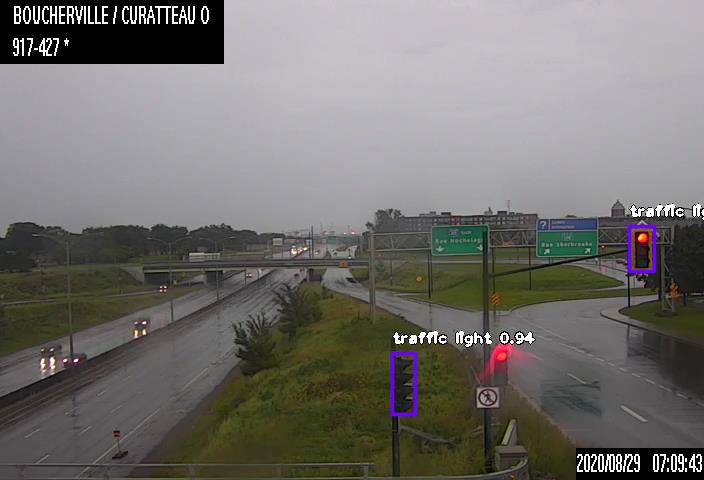 BOUCHERVILLE / CURATTEAU O
917-427 *
traffic lig
Rue Hochelaga
Rue Sherbrooke
traffic light 0.94
2020/08/29 07:09:43